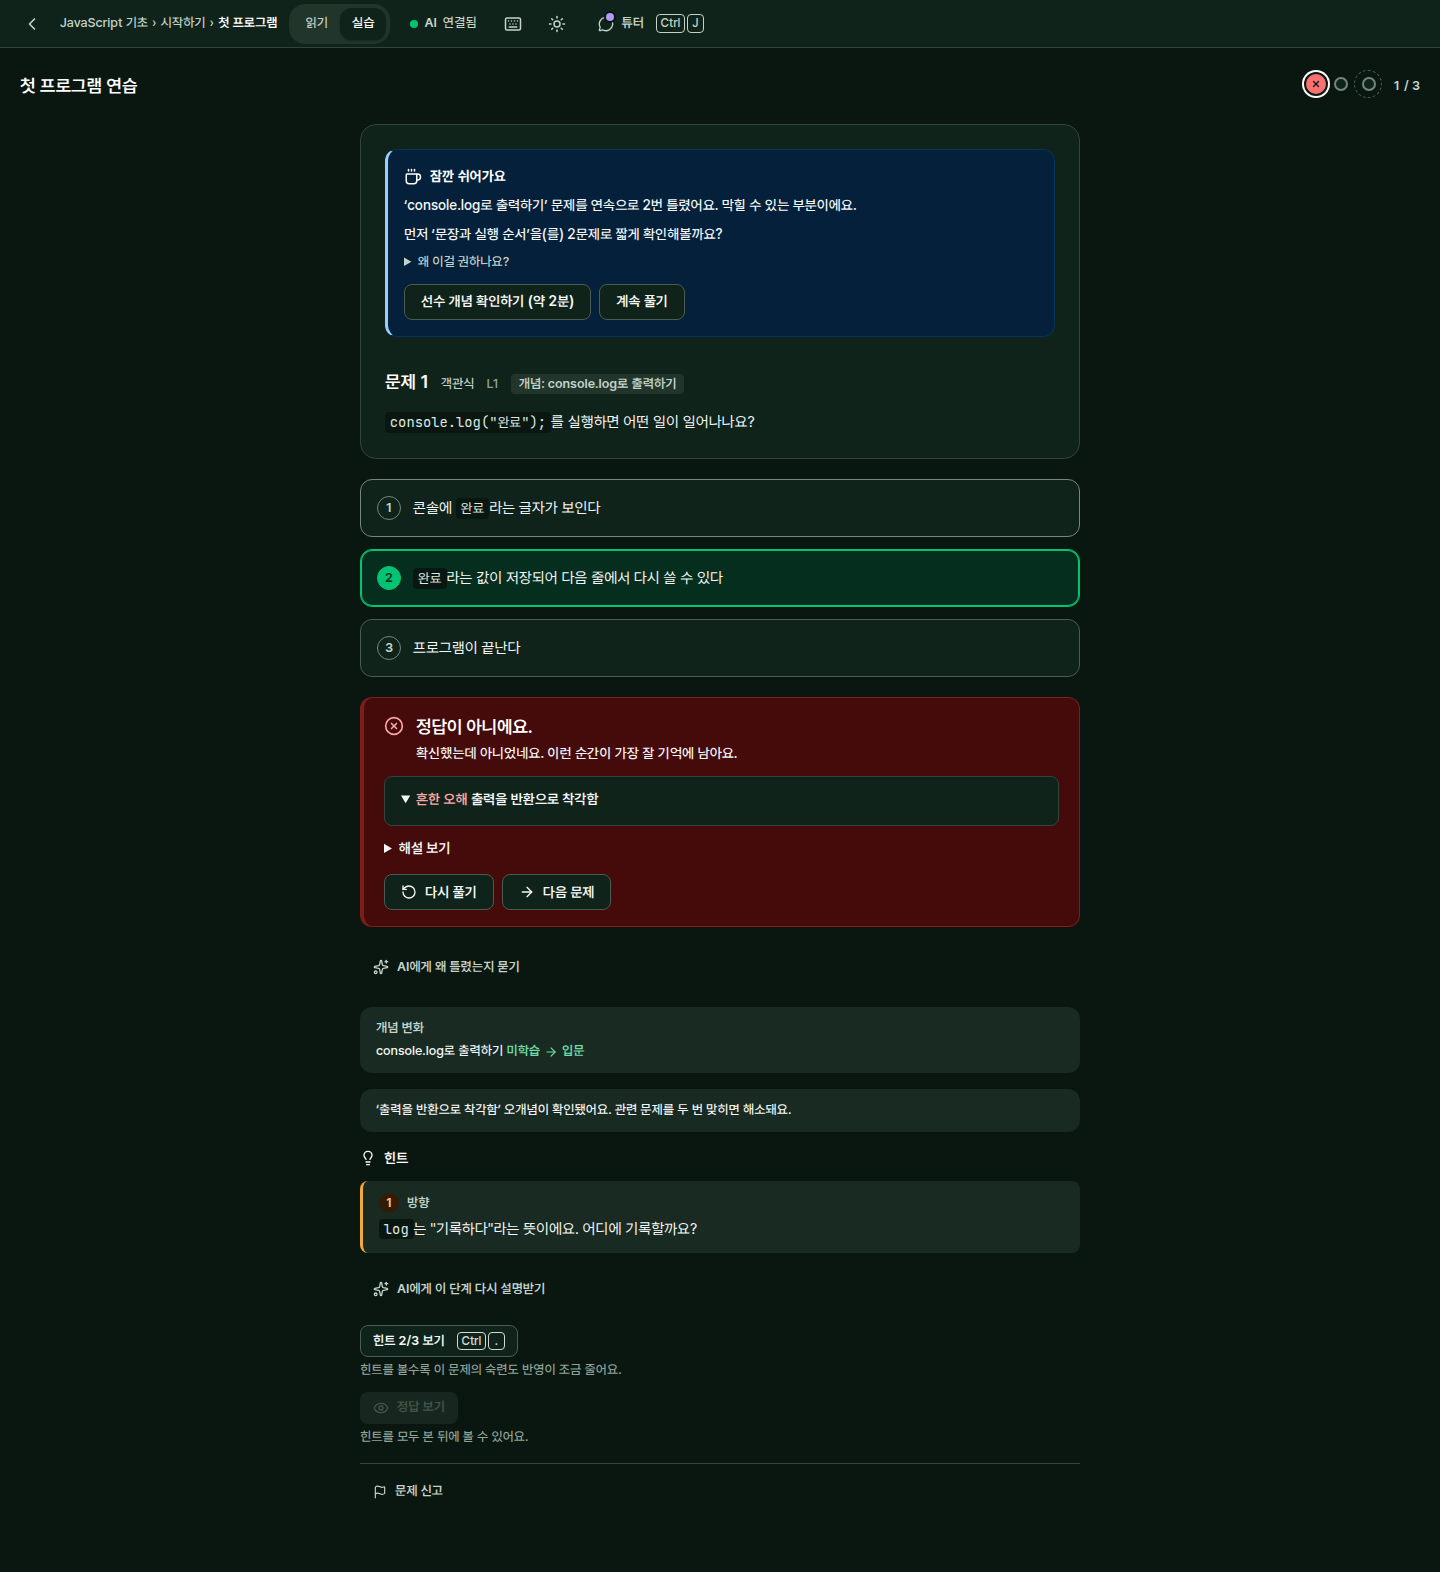 JavaScript 기초 › 시작하기 › 첫 프로그램 읽기 실습 AI 연결됨 튜터 Ctrl J
첫 프로그램 연습
1 / 3
잠깐 쉬어가요
‘console.log로 출력하기’ 문제를 연속으로 2번 틀렸어요. 막힐 수 있는 부분이에요.
먼저 ‘문장과 실행 순서’을(를) 2문제로 짧게 확인해볼까요?
왜 이걸 권하나요?
선수 개념 확인하기 (약 2분) 계속 풀기
문제 1 객관식 L1 개념: console.log로 출력하기
console.log("완료");를 실행하면 어떤 일이 일어나나요?
1 콘솔에 완료라는 글자가 보인다
2 완료라는 값이 저장되어 다음 줄에서 다시 쓸 수 있다
3 프로그램이 끝난다
정답이 아니에요.
확신했는데 아니었네요. 이런 순간이 가장 잘 기억에 남아요.
흔한 오해 출력을 반환으로 착각함
해설 보기
다시 풀기 다음 문제
AI에게 왜 틀렸는지 묻기
개념 변화
console.log로 출력하기 미학습 → 입문
‘출력을 반환으로 착각함’ 오개념이 확인됐어요. 관련 문제를 두 번 맞히면 해소돼요.
힌트
1 방향
log는 "기록하다"라는 뜻이에요. 어디에 기록할까요?
AI에게 이 단계 다시 설명받기
힌트 2/3 보기 Ctrl .
힌트를 볼수록 이 문제의 숙련도 반영이 조금 줄어요.
정답 보기
힌트를 모두 본 뒤에 볼 수 있어요.
문제 신고